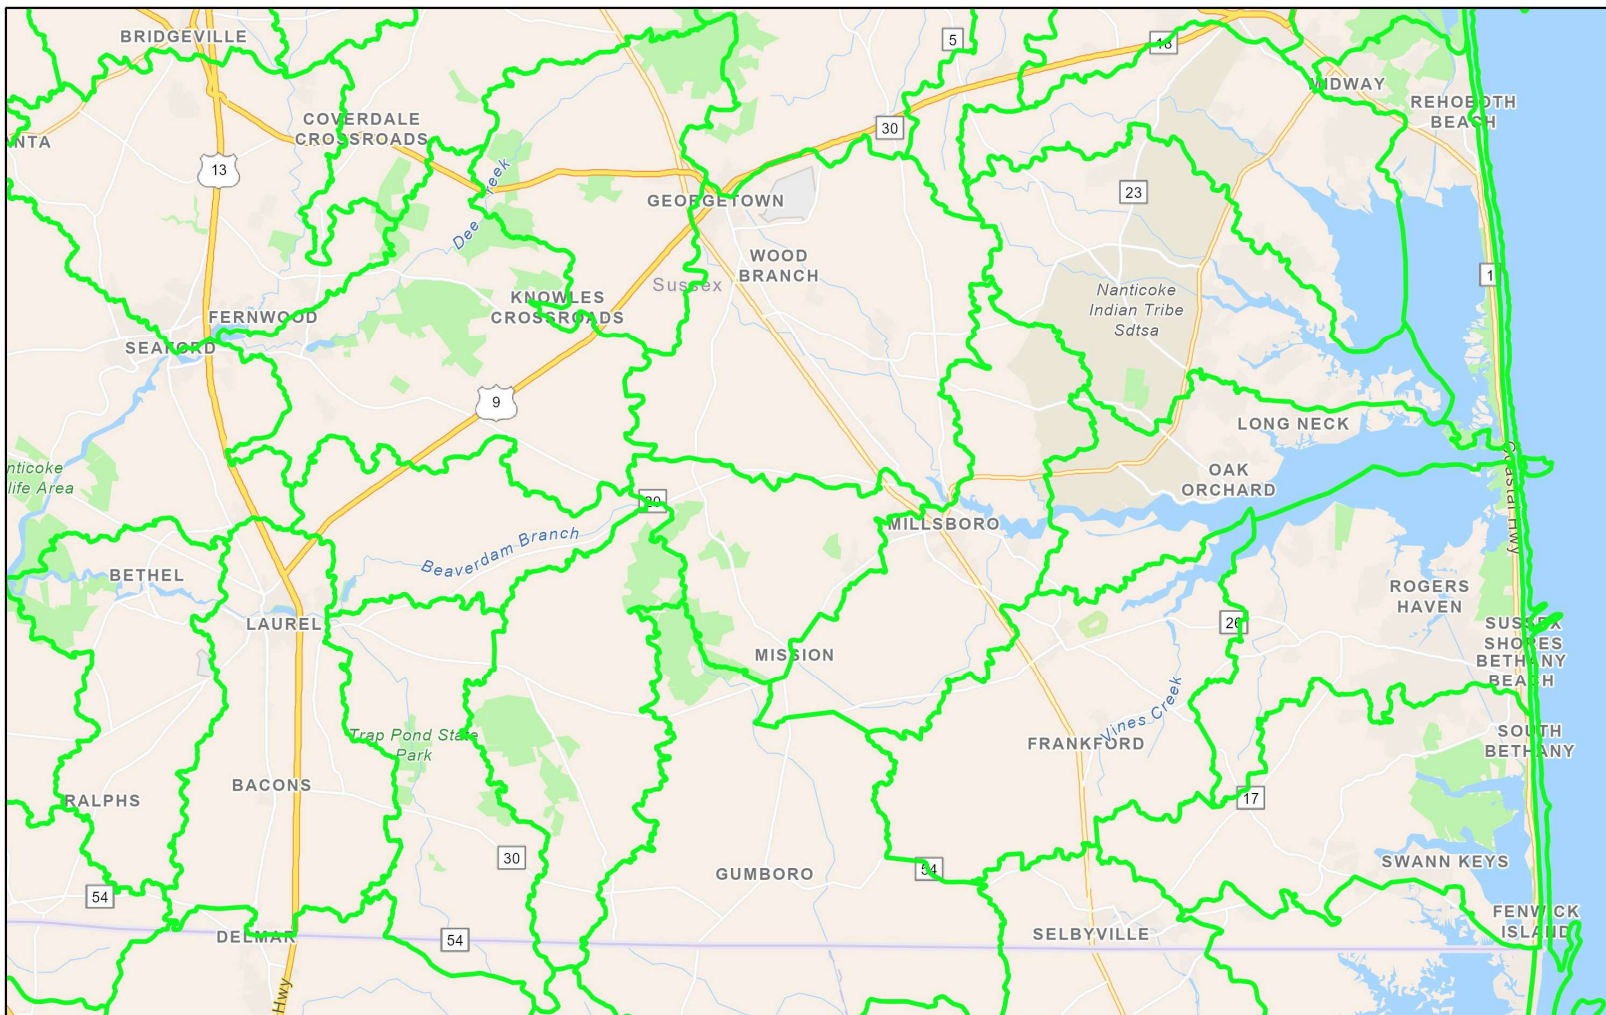 BRIDGEVILLE
5
18
MIDWAY
REHOBOTH
BEACH
COVERDALE
CROSSROADS
NTA
30
13
Creek
GEORGETOWN
23
WOOD
BRANCH
Sussex
1
KNOWLES
CROSSROADS
Nanticoke
Indian Tribe
Sdtsa
FERNWOOD
SEAFORD
9
LONG NECK
nticoke
life Area
OAK
ORCHARD
20
MILLSBORO
Coastal Hwy
Beaverdam Branch
BETHEL
ROGERS
HAVEN
LAUREL
26
SUSSEX
SHORES
BETHANY
BEACH
MISSION
Vines Creek
Trap Pond State
Park
FRANKFORD
SOUTH
BETHANY
BACONS
RALPHS
17
30
GUMBORO
54
SWANN KEYS
54
FENWICK
ISLAND
DELMAR
54
SELBYVILLE
Hwy